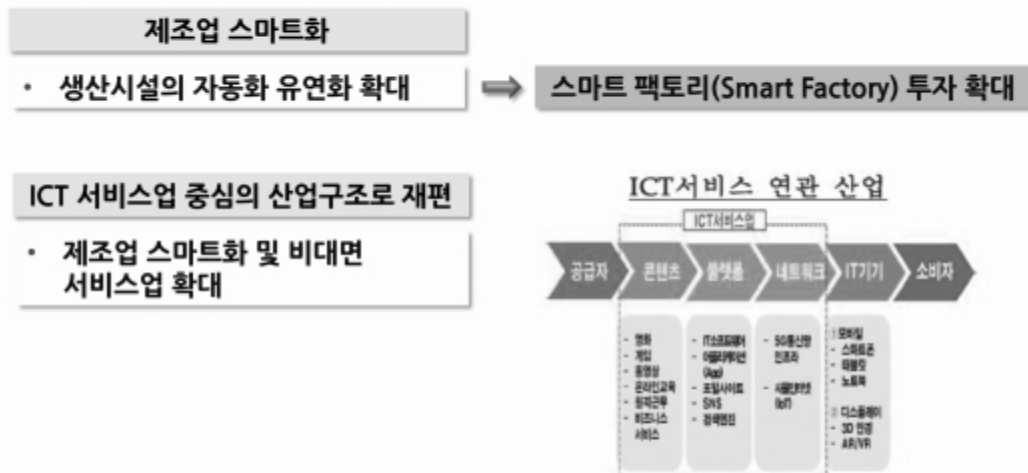 제조업 스마트화
• 생산시설의 자동화 유연화 확대
스마트 팩토리(Smart Factory) 투자 확대
ICT 서비스업 중심의 산업구조로 재편
• 제조업 스마트화 및 비대면
서비스업 확대
ICT서비스 연관 산업
ICT서비스업
공급자
콘텐츠
플랫폼
네트워크
IT기기
소비자
- 영화
- 게임
- 동영상
- 온라인교육
- 원격근무
- 비즈니스
서비스
- IT소프트웨어
- 어플리케이션
(App)
- 포털사이트
- SNS
- 검색엔진
- 5G통신망
인프라
- 사물인터넷
(IoT)
① 모바일
- 스마트폰
- 태블릿
- 노트북
② 디스플레이
- 3D 안경
- AR/VR